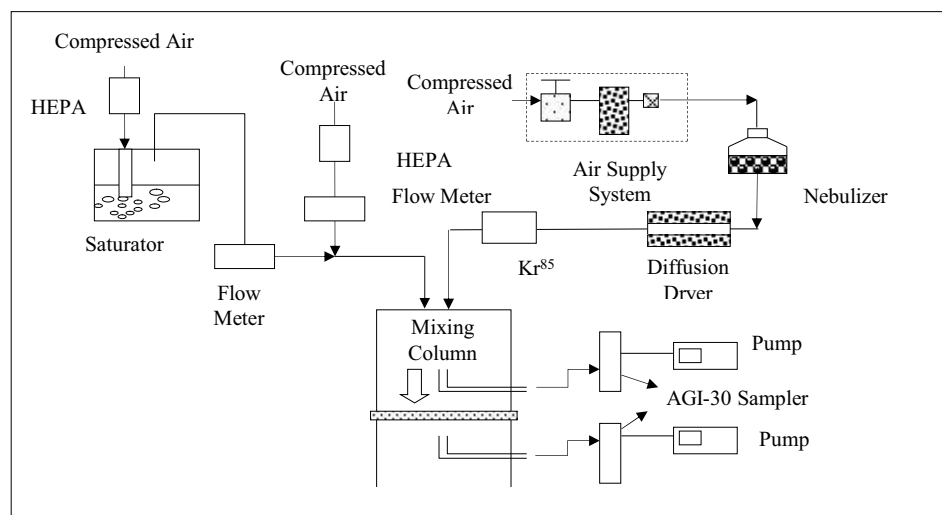 Compressed Air
HEPA
Saturator
Flow
Meter
Compressed
Air
HEPA
Flow Meter
Compressed
Air
Air Supply
System
Nebulizer
Kr85
Diffusion
Dryer
Mixing
Column
Pump
AGI-30 Sampler
Pump